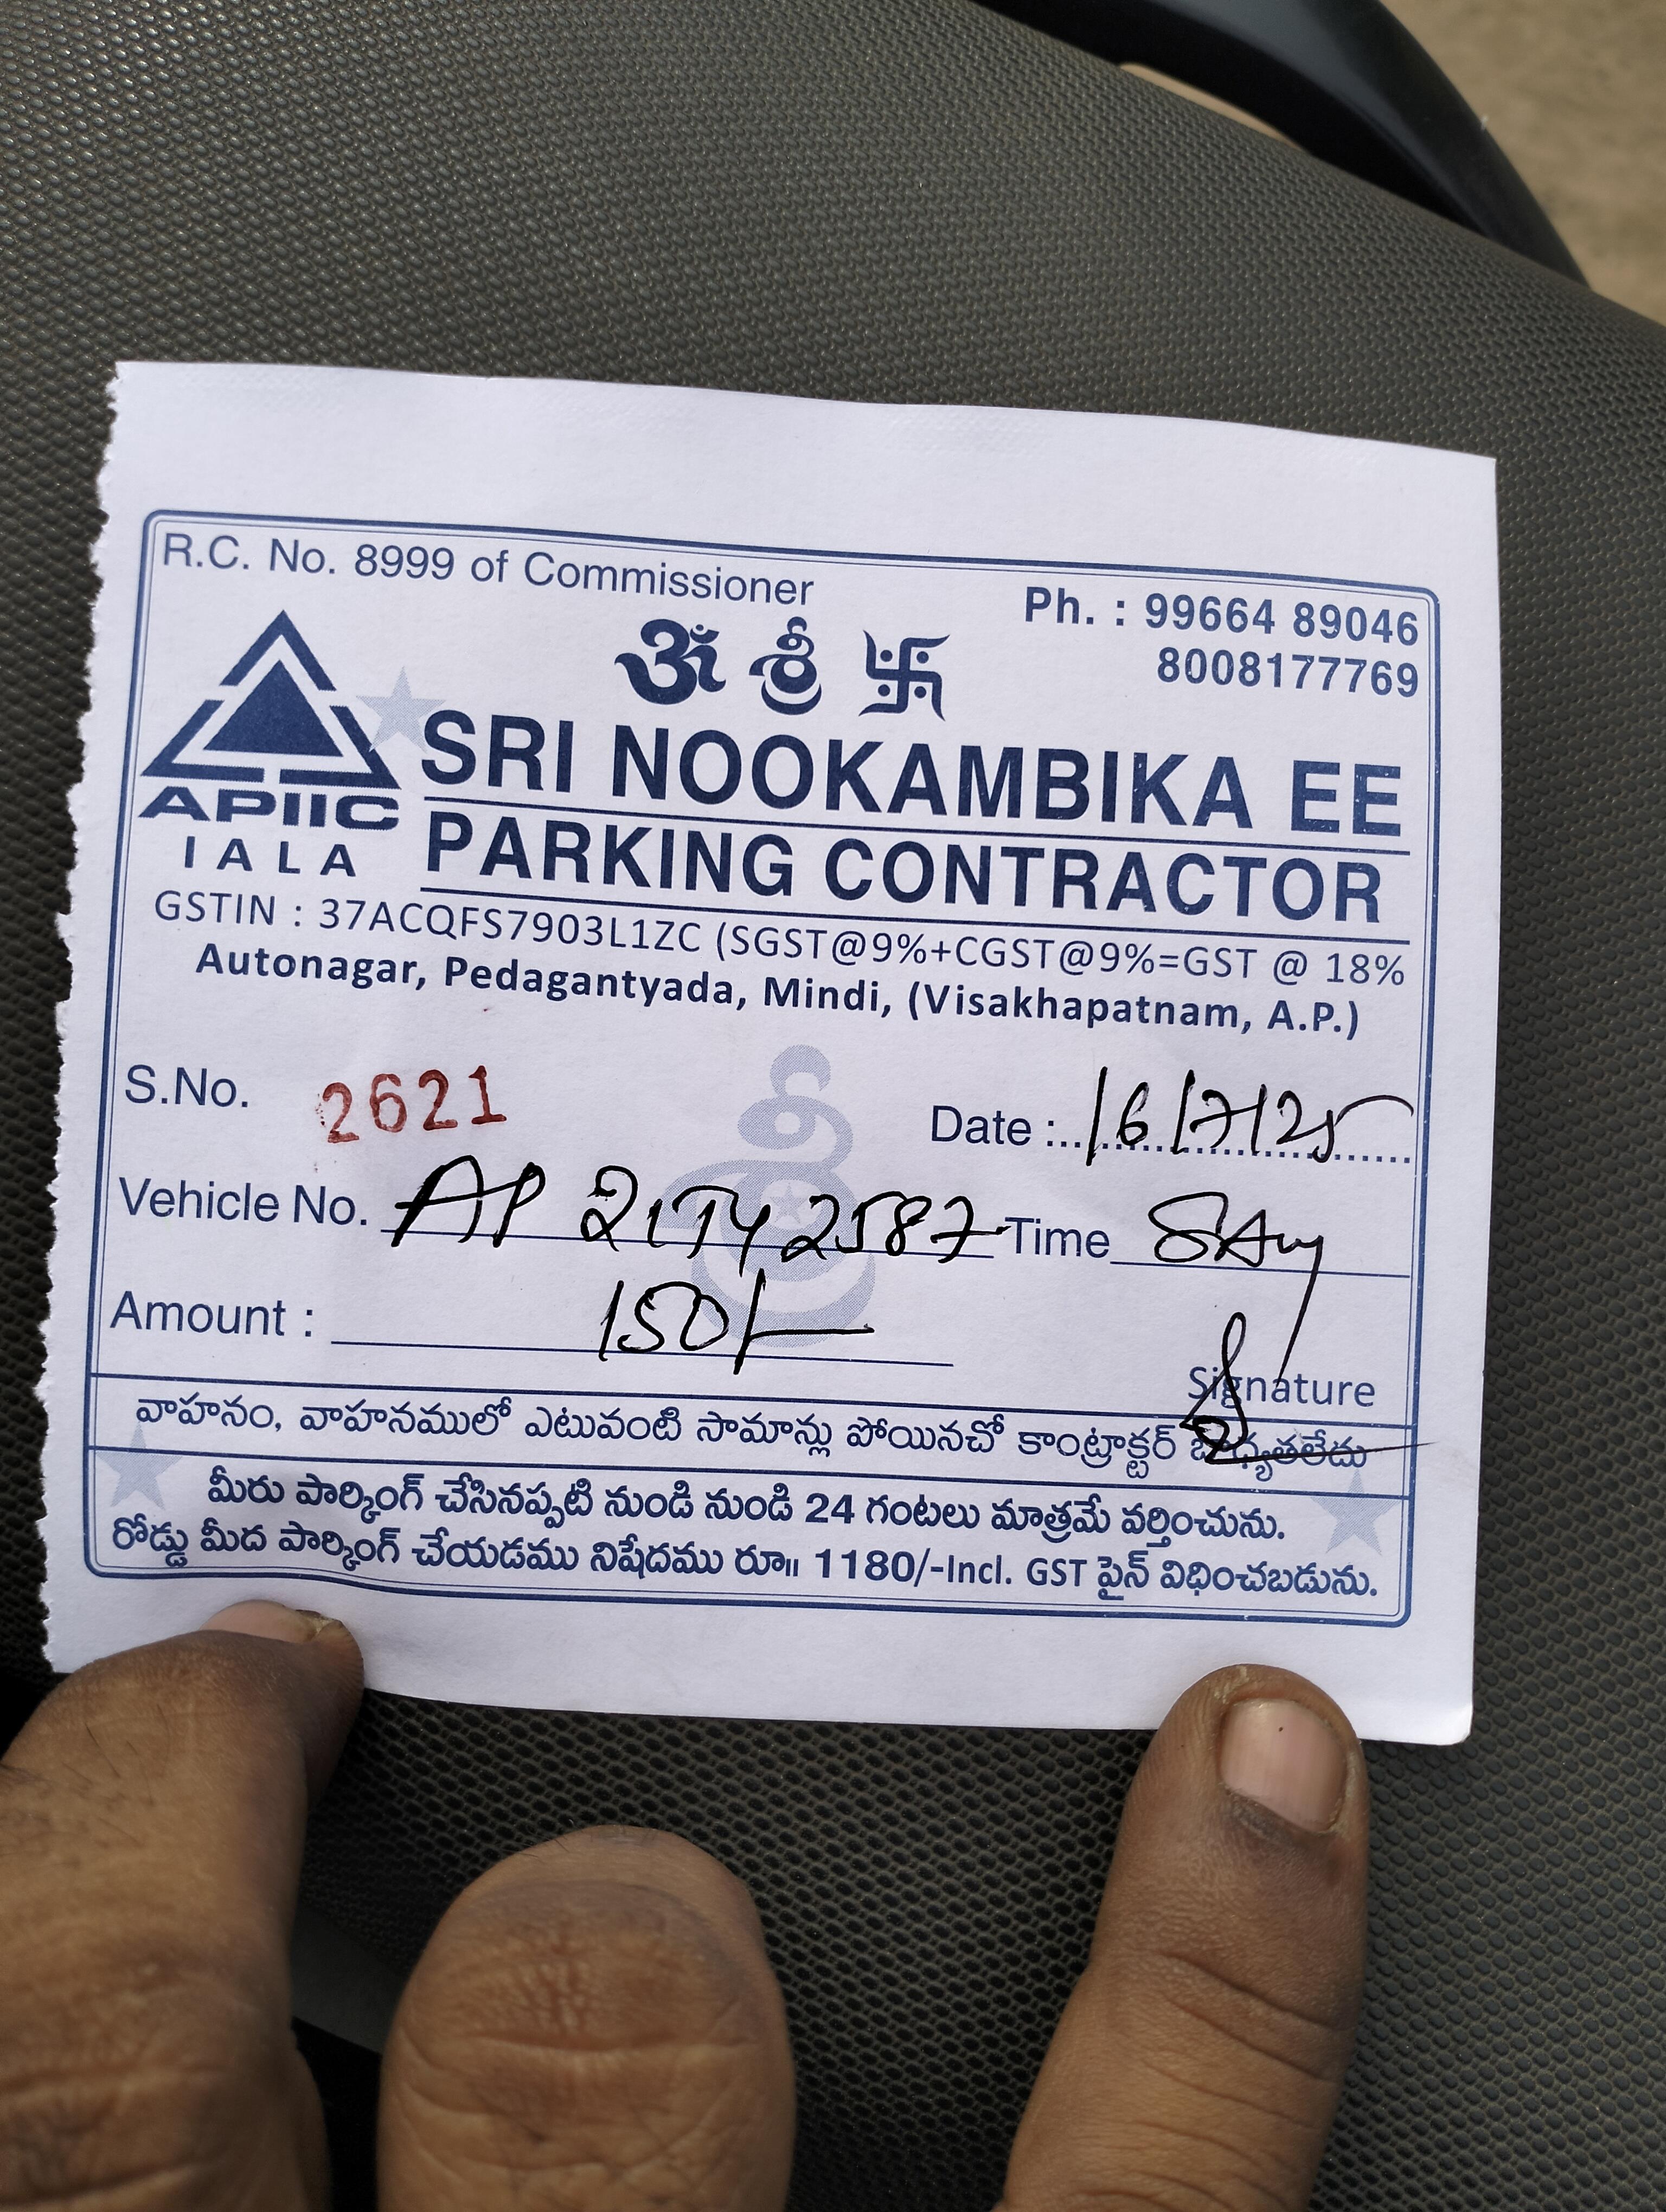 R.C. No. 8999 of Commissioner
Ph. : 99664 89046
8008177769
ॐ శ్రీ 卐
APIIC
IALA
SRI NOOKAMBIKA EE
PARKING CONTRACTOR
GSTIN : 37ACQFS7903L1ZC (SGST@9%+CGST@9%=GST @ 18%
Autonagar, Pedagantyada, Mindi, (Visakhapatnam, A.P.)
S.No. 2621 Date : 16/7/25
Vehicle No. AP 21TY 2587 Time
Amount : 150/-
Signature
వాహనం, వాహనములో ఎటువంటి సామాన్లు పోయినచో కాంట్రాక్టర్ బాధ్యతలేదు
మీరు పార్కింగ్ చేసినప్పటి నుండి నుండి 24 గంటలు మాత్రమే వర్తించును.
రోడ్డు మీద పార్కింగ్ చేయడము నిషేదము రూ॥ 1180/-Incl. GST పైన్ విధించబడును.